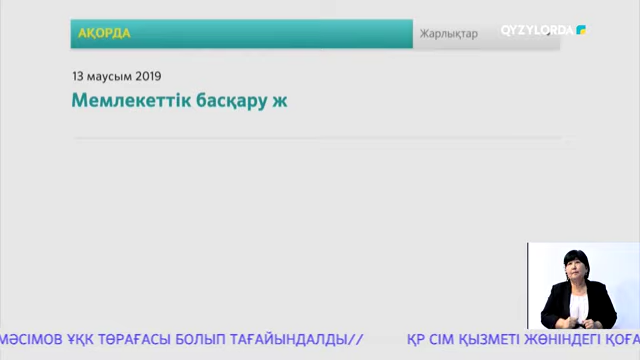 АҚОРДА
Жарлықтар
QYZYLORDA
13 маусым 2019
Мемлекеттік басқару ж
МӘСІМОВ ҰҚК ТӨРАҒАСЫ БОЛЫП ТАҒАЙЫНДАЛДЫ//
ҚР СІМ ҚЫЗМЕТІ ЖӨНІНДЕГІ ҚОҒА